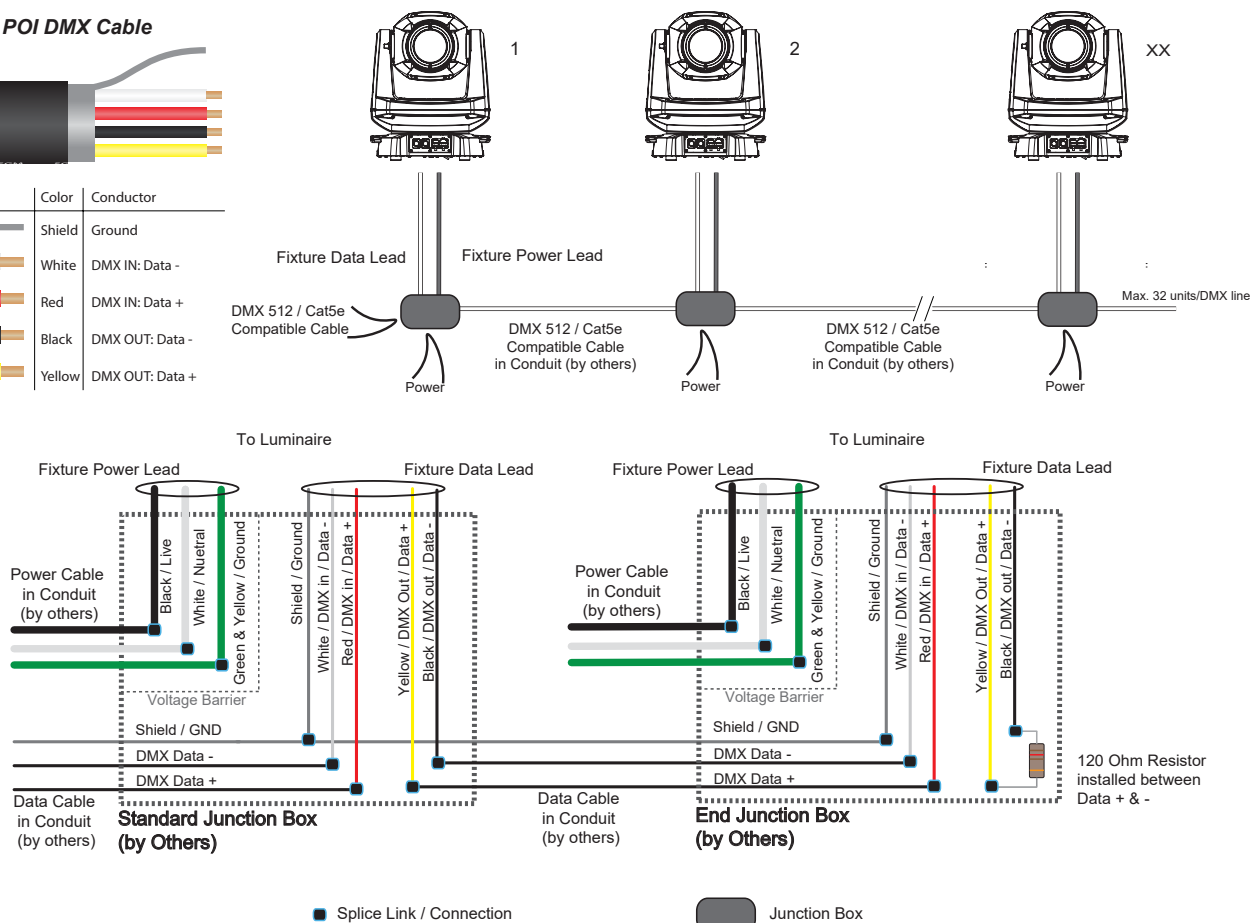 POI DMX Cable
1
2
XX
Color Conductor
Shield Ground
White DMX IN: Data -
Red DMX IN: Data +
Black DMX OUT: Data -
Yellow DMX OUT: Data +
Fixture Data Lead
Fixture Power Lead
:
:
DMX 512 / Cat5e
Compatible Cable
DMX 512 / Cat5e
Compatible Cable
in Conduit (by others)
DMX 512 / Cat5e
Compatible Cable
in Conduit (by others)
Max. 32 units/DMX line
Power
Power
Power
To Luminaire
Fixture Power Lead
Fixture Data Lead
Black / Live
White / Nuetral
Green & Yellow / Ground
Shield / Ground
White / DMX in / Data -
Red / DMX in / Data +
Yellow / DMX Out / Data +
Black / DMX out / Data -
Power Cable
in Conduit
(by others)
Voltage Barrier
Shield / GND
DMX Data -
DMX Data +
Data Cable
in Conduit
(by others)
Standard Junction Box
(by Others)
To Luminaire
Fixture Power Lead
Fixture Data Lead
Black / Live
White / Nuetral
Green & Yellow / Ground
Shield / Ground
White / DMX in / Data -
Red / DMX in / Data +
Yellow / DMX Out / Data +
Black / DMX out / Data -
Power Cable
in Conduit
(by others)
Voltage Barrier
Shield / GND
DMX Data -
DMX Data +
Data Cable
in Conduit
(by others)
End Junction Box
(by Others)
120 Ohm Resistor
installed between
Data + & -
Splice Link / Connection
Junction Box